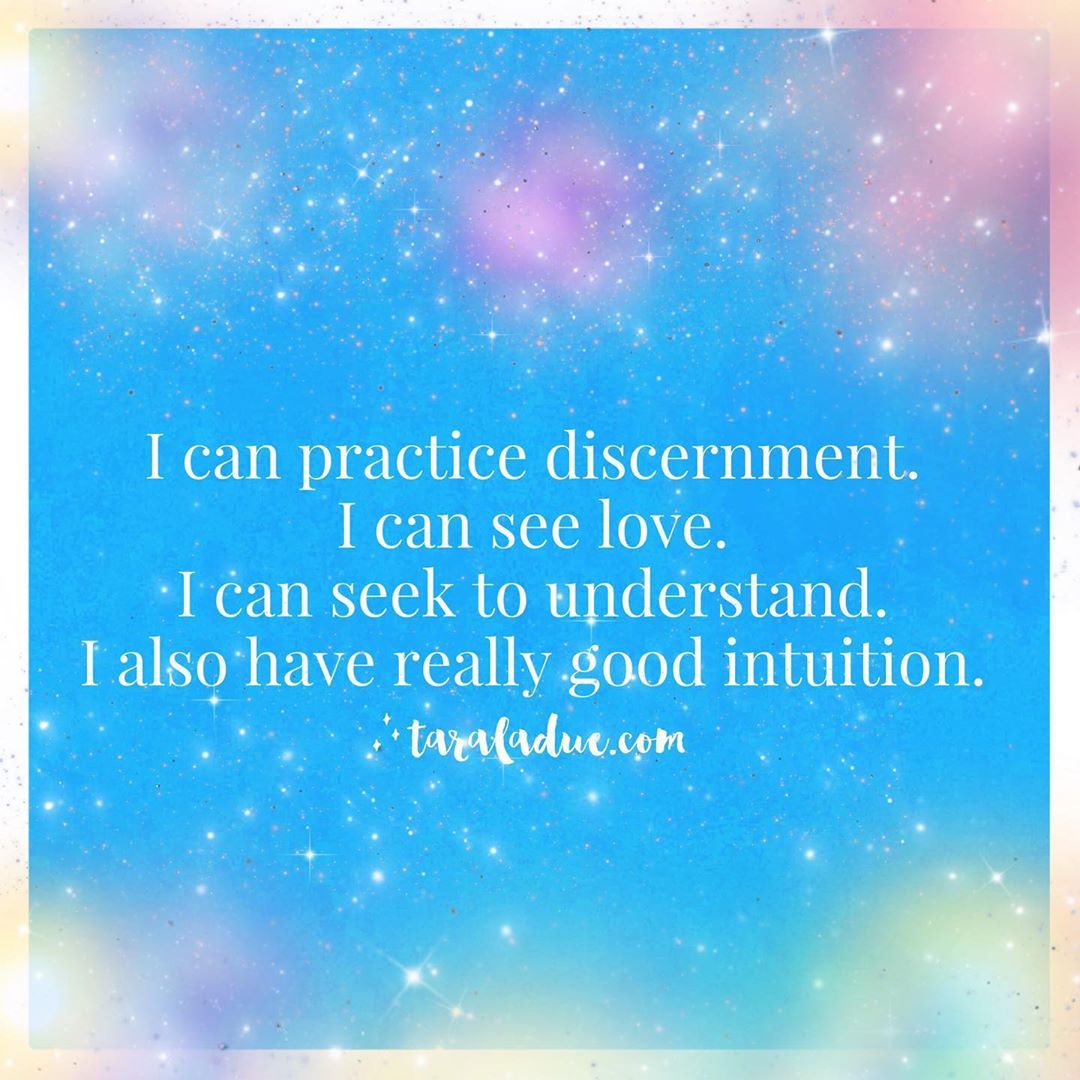 I can practice discernment.
I can see love.
I can seek to understand.
I also have really good intuition.
taraladue.com